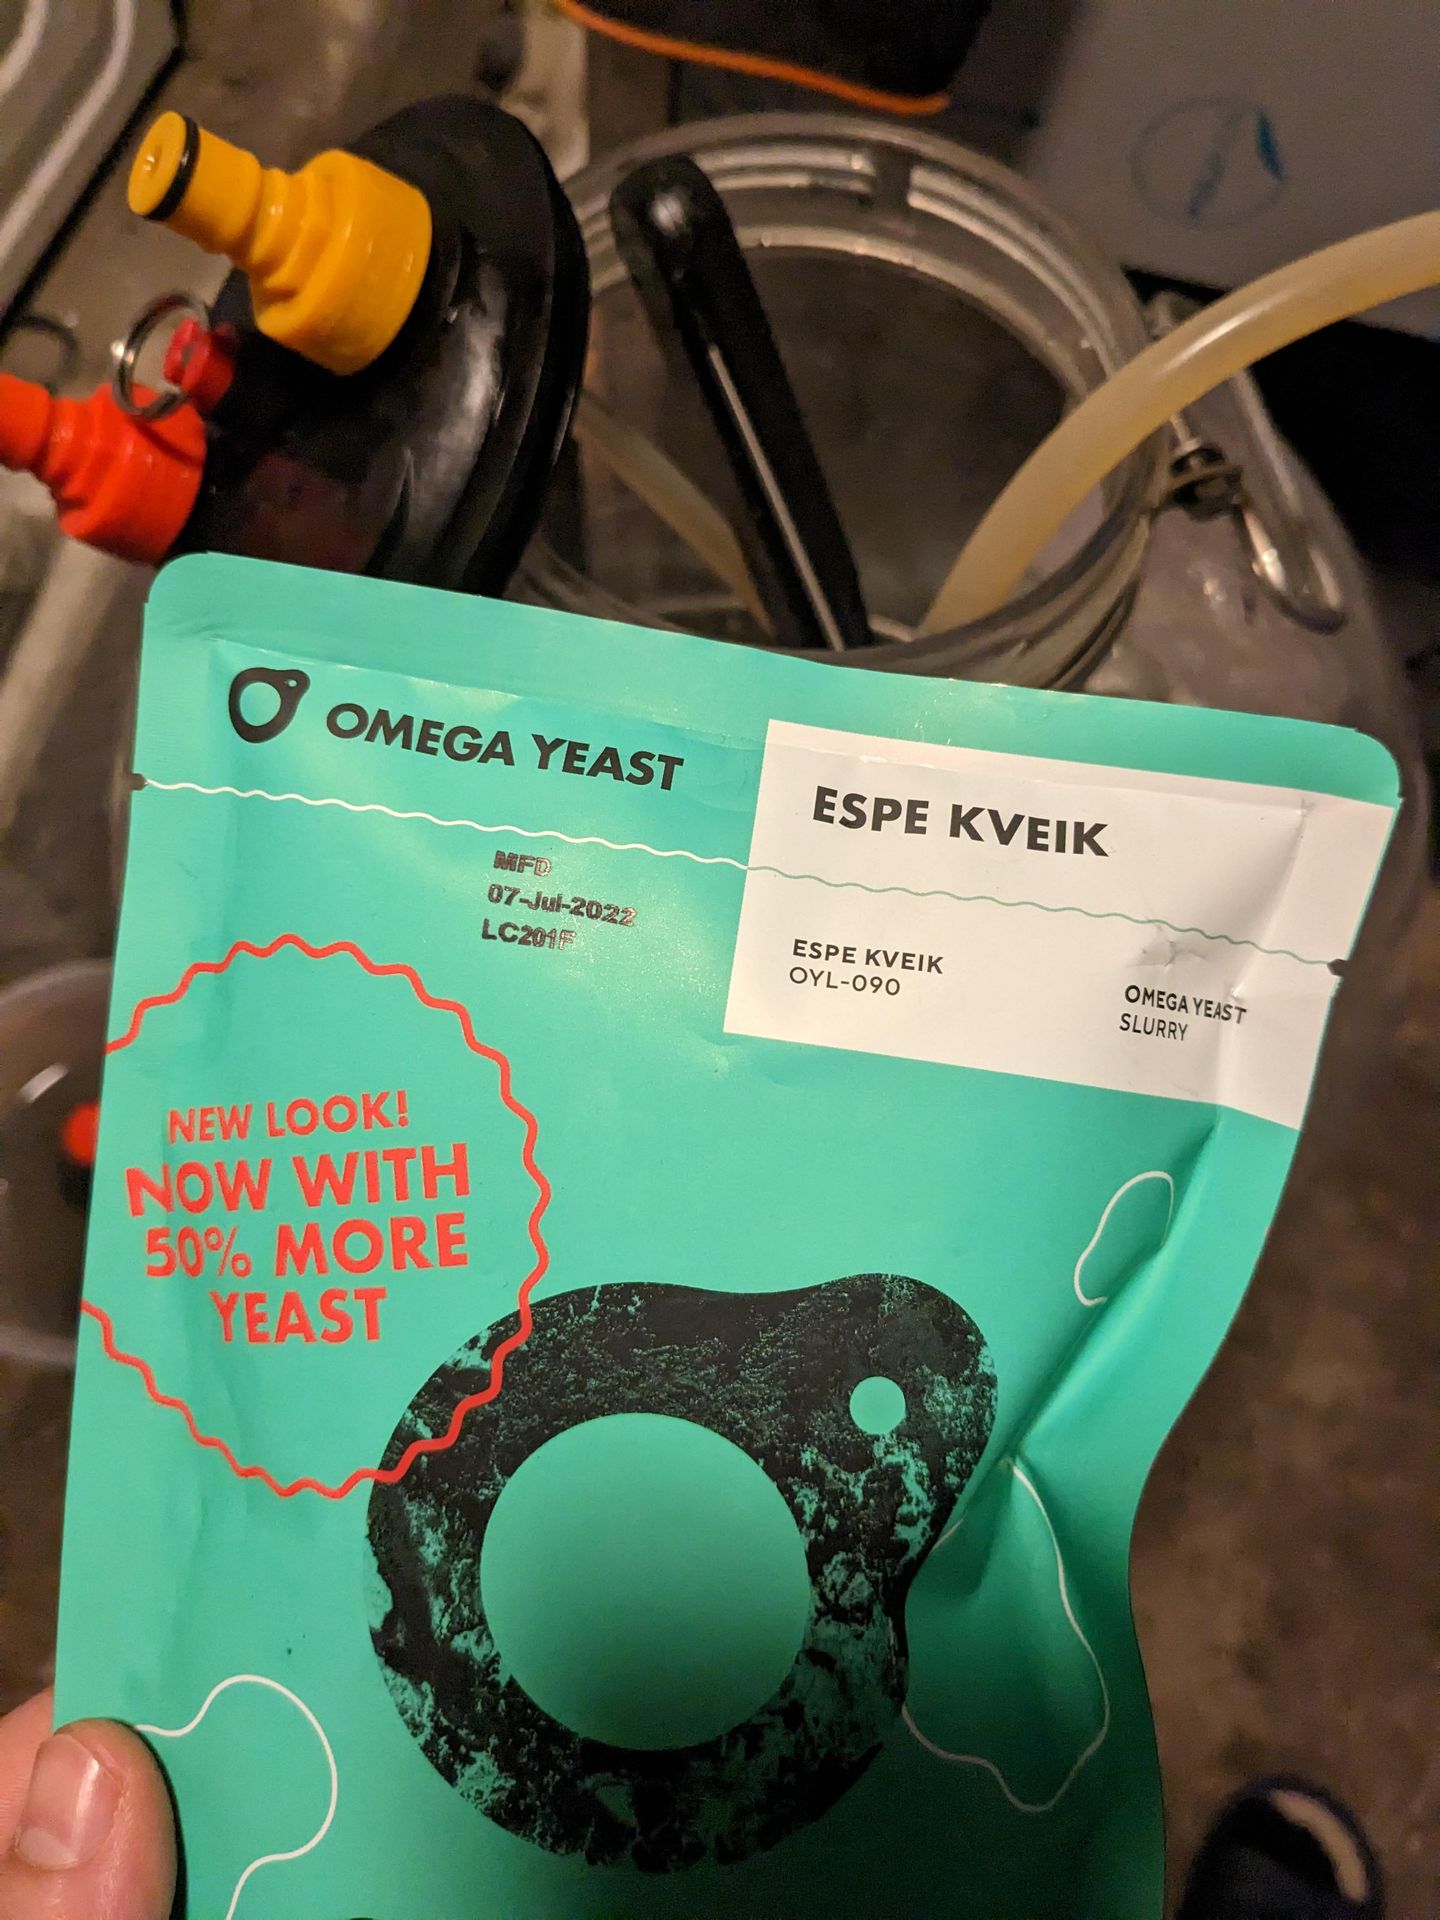 OMEGA YEAST
ESPE KVEIK
MFD
07-Jul-2022
LC201F
ESPE KVEIK
OYL-090
OMEGA YEAST
SLURRY
NEW LOOK!
NOW WITH
50% MORE
YEAST